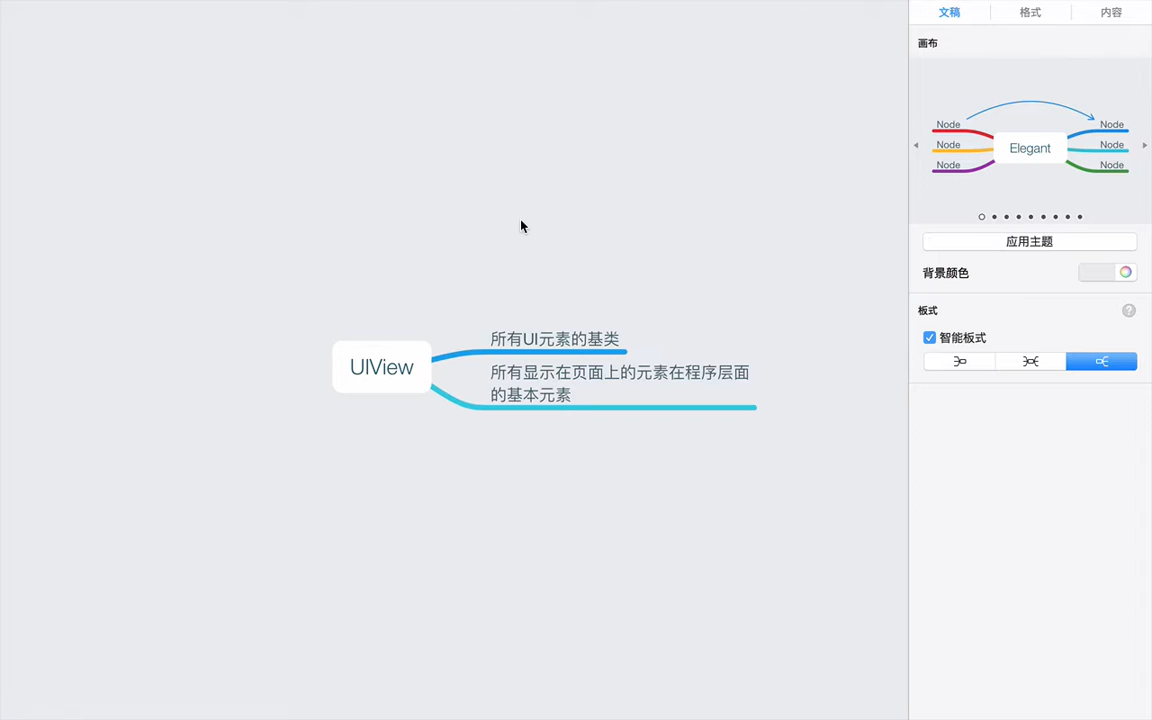 文稿
格式
内容
画布
Node
Node
Node
Elegant
Node
Node
Node
应用主题
背景颜色
板式
?
智能板式
UIView
所有UI元素的基类
所有显示在页面上的元素在程序层面
的基本元素